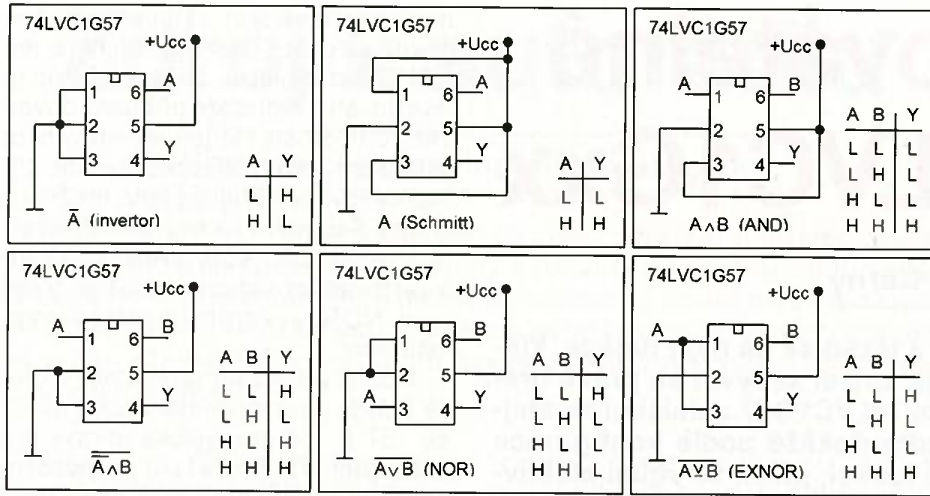 74LVC1G57
+Ucc
1 6 A
2 5
3 4 Y
A Y
L H
H L
A (invertor)
74LVC1G57
+Ucc
1 6 A
2 5
3 4 Y
A Y
L L
H H
A (Schmitt)
74LVC1G57
+Ucc
A 1 6 B
2 5
3 4 Y
A B Y
L L L
L H L
H L L
H H H
A∧B (AND)
74LVC1G57
+Ucc
A 1 6 B
2 5
3 4 Y
A B Y
L L H
L H L
H L H
H H H
A̅∧B
74LVC1G57
+Ucc
1 6 B
2 5
A 3 4 Y
A B Y
L L H
L H L
H L L
H H L
A∨B (NOR)
74LVC1G57
+Ucc
A 1 6 B
2 5
3 4 Y
A B Y
L L H
L H L
H L L
H H H
A⊻B (EXNOR)